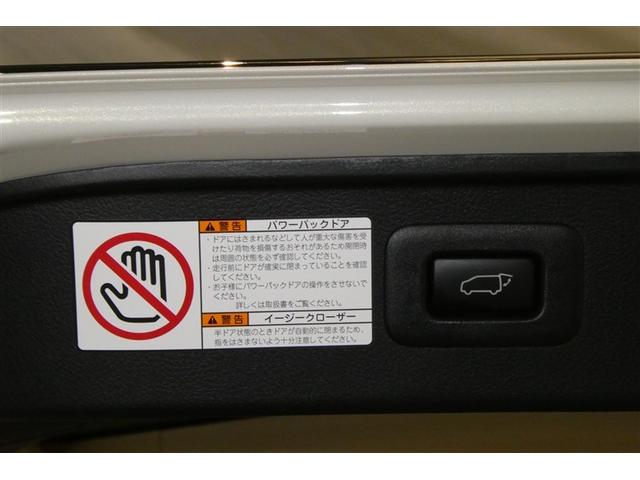 警告 パワーバックドア
・ドアにはさまれるなどして人が重大な傷害を受
けたり荷物を損傷するおそれがあるため開閉時
は周囲の状態を必ず確認してください。
・走行前にドアが確実に閉まっていることを確認
してください。
・お子様にパワーバックドアの操作をさせないで
ください。
詳しくは取扱書をご覧ください。
警告 イージークローザー
半ドア状態のときドアが自動的に閉まるため、
指をはさまないよう十分注意してください。